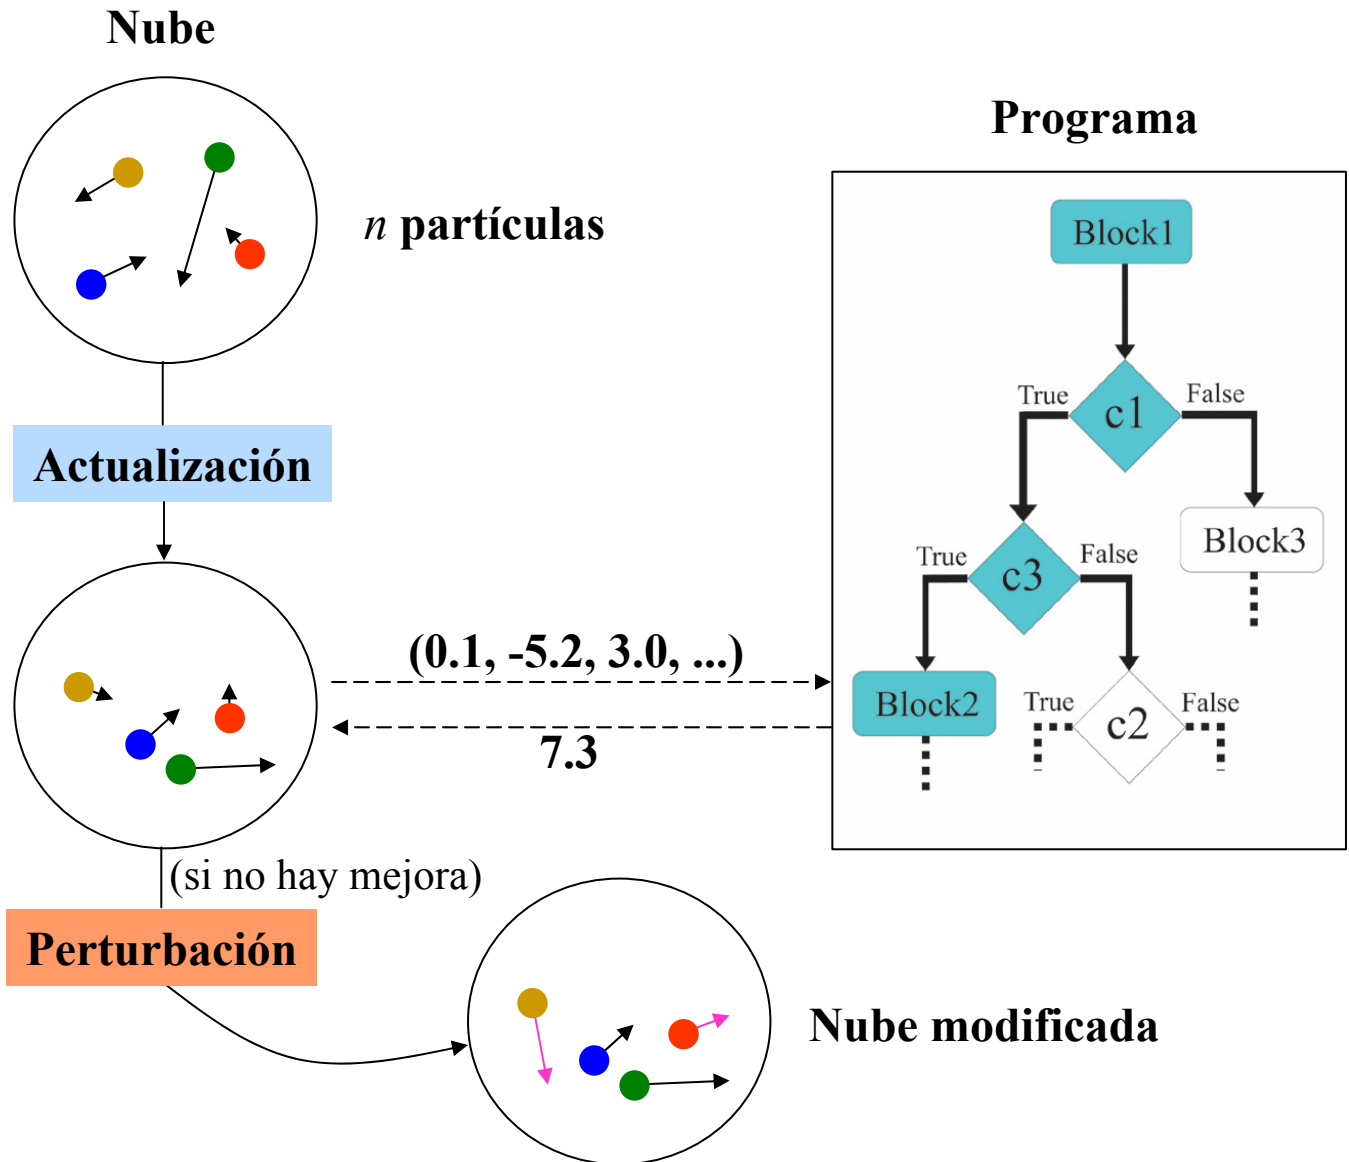 Nube
n partículas
Actualización
(si no hay mejora)
Perturbación
Nube modificada
(0.1, -5.2, 3.0, ...)
7.3
Programa
Block1
True
c1
False
True
c3
False
Block3
Block2
True
c2
False